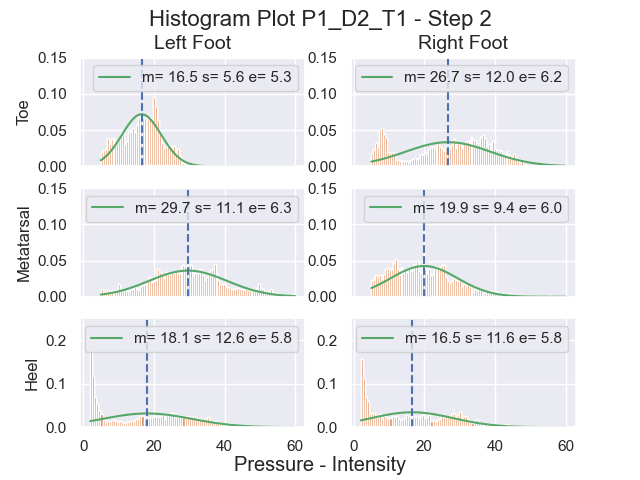 Histogram Plot P1_D2_T1 - Step 2
Left Foot Right Foot
0.15 0.15
m= 16.5 s= 5.6 e= 5.3 m= 26.7 s= 12.0 e= 6.2
0.10 0.10
Toe
0.05 0.05
0.00 0.00
0.15 0.15
m= 29.7 s= 11.1 e= 6.3 m= 19.9 s= 9.4 e= 6.0
0.10 0.10
Metatarsal
0.05 0.05
0.00 0.00
m= 18.1 s= 12.6 e= 5.8 m= 16.5 s= 11.6 e= 5.8
0.2 0.2
Heel
0.1 0.1
0.0 0.0
0 20 40 60 0 20 40 60
Pressure - Intensity